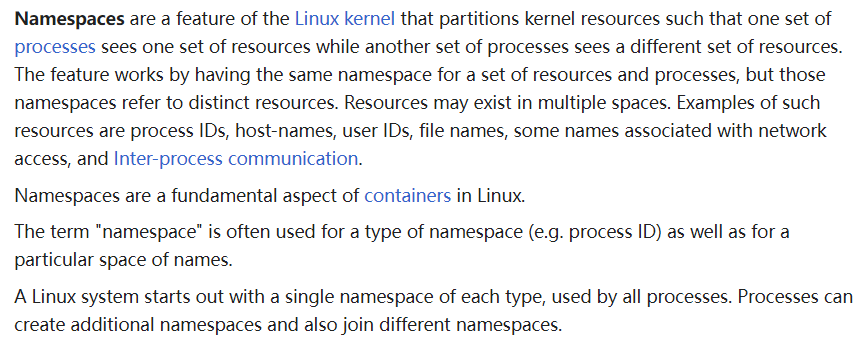 Namespaces are a feature of the Linux kernel that partitions kernel resources such that one set of
processes sees one set of resources while another set of processes sees a different set of resources.
The feature works by having the same namespace for a set of resources and processes, but those
namespaces refer to distinct resources. Resources may exist in multiple spaces. Examples of such
resources are process IDs, host-names, user IDs, file names, some names associated with network
access, and Inter-process communication.
Namespaces are a fundamental aspect of containers in Linux.
The term "namespace" is often used for a type of namespace (e.g. process ID) as well as for a
particular space of names.
A Linux system starts out with a single namespace of each type, used by all processes. Processes can
create additional namespaces and also join different namespaces.